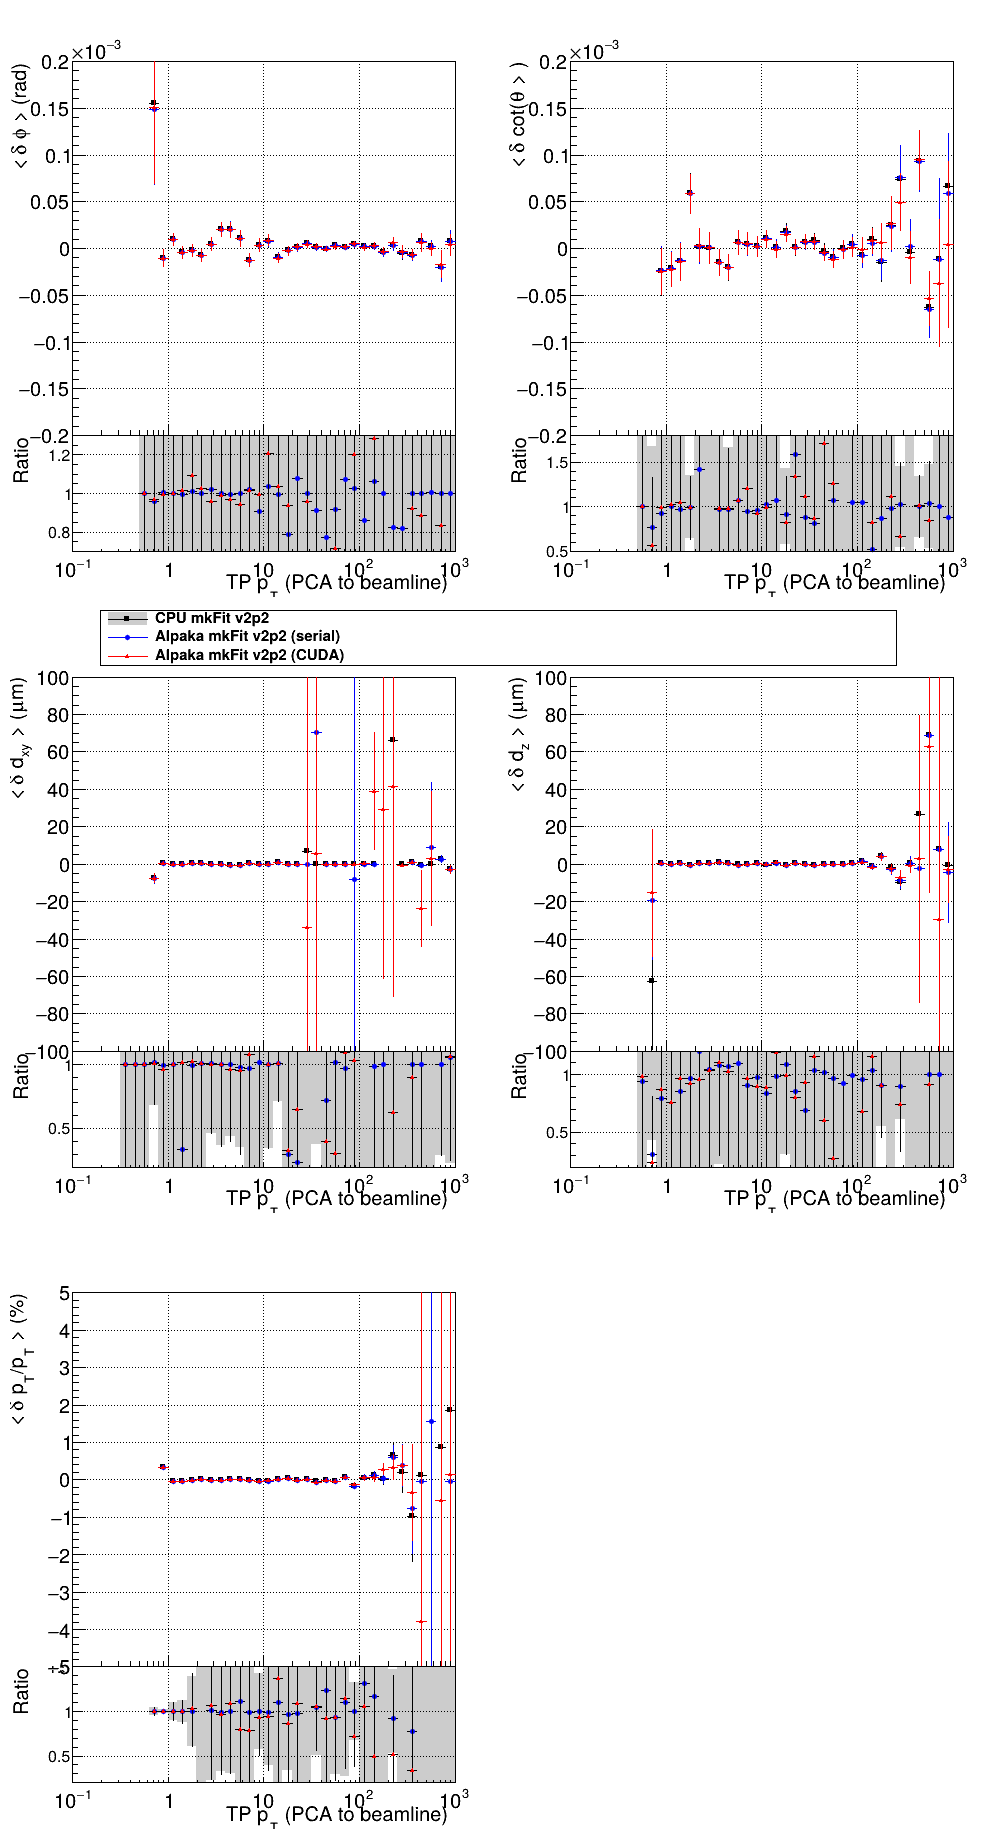 ×10⁻³ ×10⁻³
< δ φ > (rad)
0.2
0.15
0.1
0.05
0
−0.05
−0.1
−0.15
−0.2
Ratio
1.2
1
0.8
10⁻¹ 1 10 10² 10³
TP p_T (PCA to beamline)
< δ cot(θ > )
0.2
0.15
0.1
0.05
0
−0.05
−0.1
−0.15
−0.2
Ratio
1.5
1
0.5
10⁻¹ 1 10 10² 10³
TP p_T (PCA to beamline)
CPU mkFit v2p2
Alpaka mkFit v2p2 (serial)
Alpaka mkFit v2p2 (CUDA)
< δ d_xy > (μm)
100
80
60
40
20
0
−20
−40
−60
−80
−100
Ratio
1
0.5
10⁻¹ 1 10 10² 10³
TP p_T (PCA to beamline)
< δ d_z > (μm)
100
80
60
40
20
0
−20
−40
−60
−80
−100
Ratio
1
0.5
10⁻¹ 1 10 10² 10³
TP p_T (PCA to beamline)
< δ p_T/p_T > (%)
5
4
3
2
1
0
−1
−2
−3
−4
−5
Ratio
1
0.5
10⁻¹ 1 10 10² 10³
TP p_T (PCA to beamline)